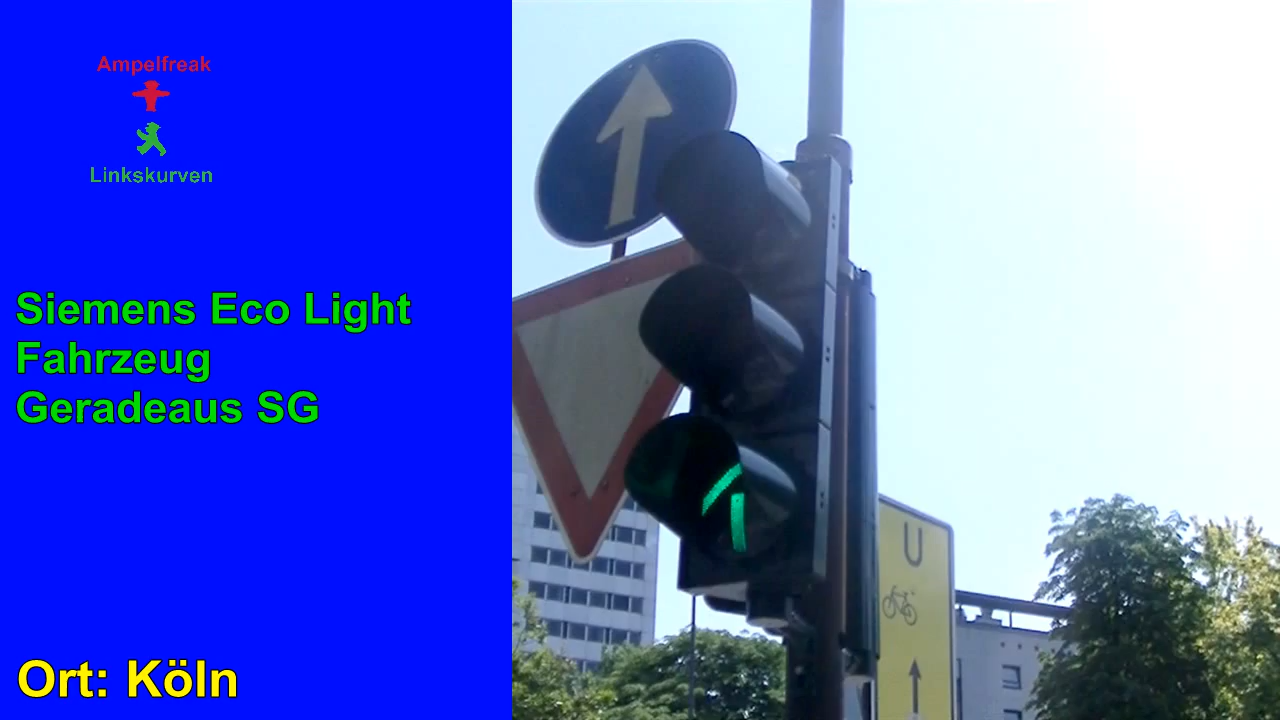 Ampelfreak
Linkskurven
Siemens Eco Light
Fahrzeug
Geradeaus SG
Ort: Köln
U